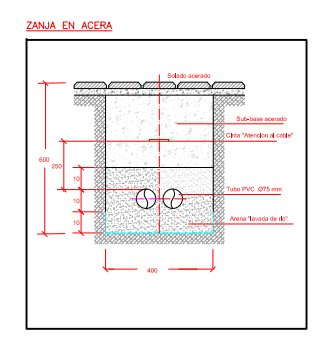 ZANJA EN ACERA
Solado acerado
Sub-base acerado
Cinta "Atencion al cable"
600
250
10
Tubo PVC Ø75 mm
10
10
Arena "lavada de río"
400